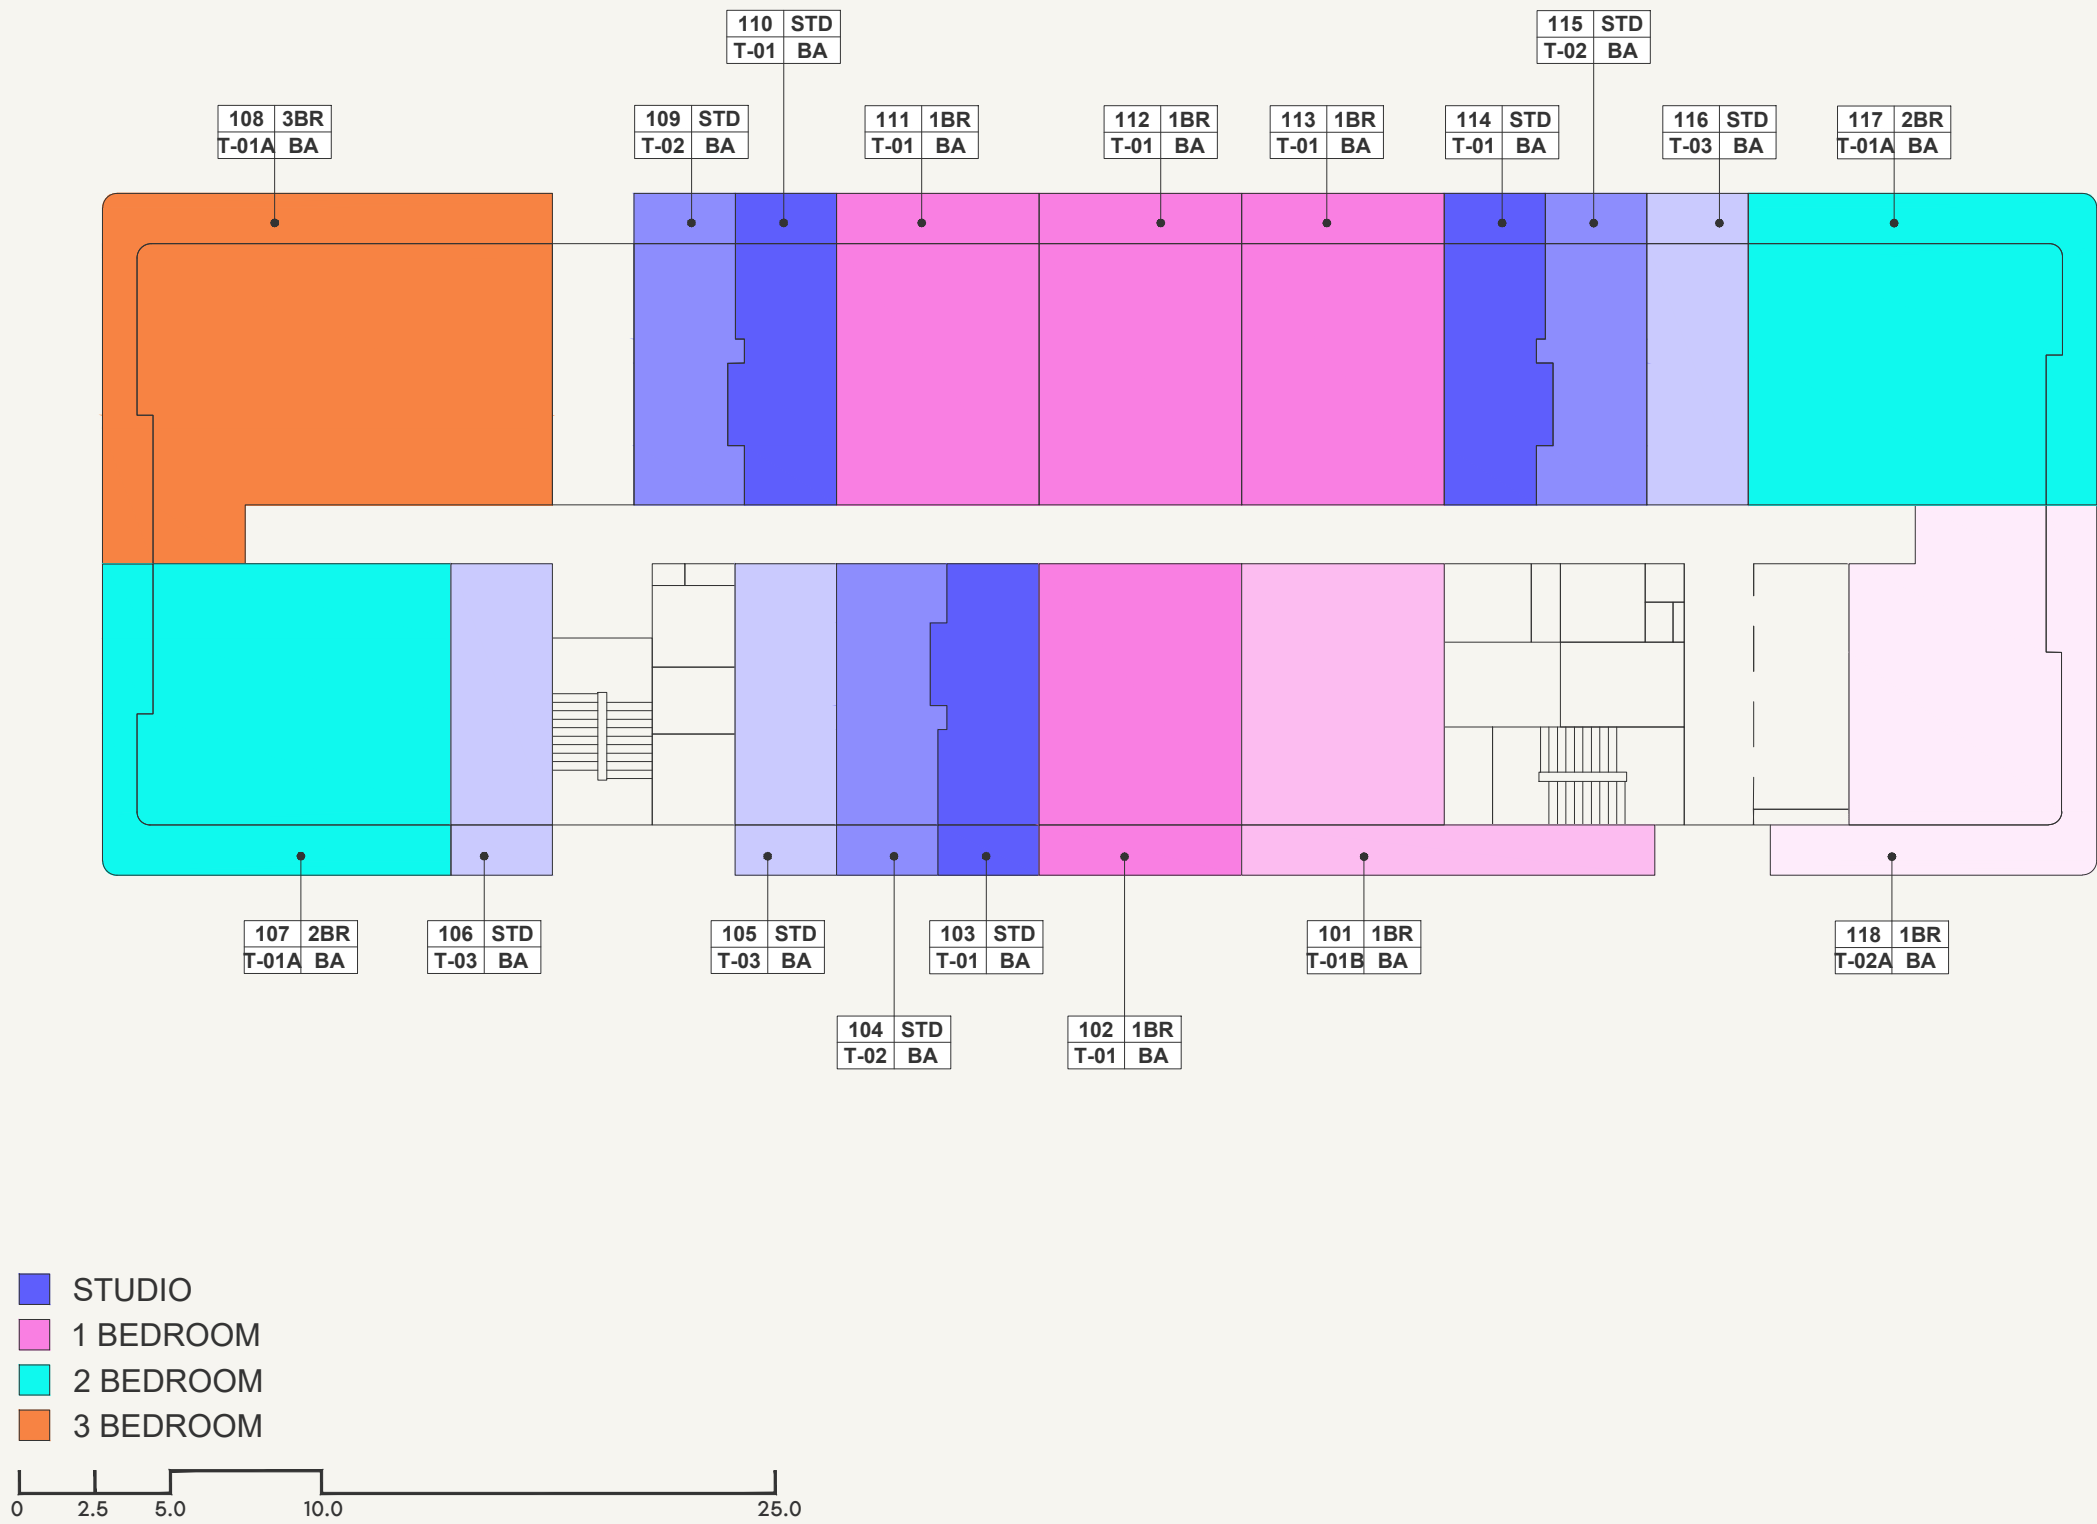 110 STD
T-01 BA
115 STD
T-02 BA
108 3BR
T-01A BA
109 STD
T-02 BA
111 1BR
T-01 BA
112 1BR
T-01 BA
113 1BR
T-01 BA
114 STD
T-01 BA
116 STD
T-03 BA
117 2BR
T-01A BA
107 2BR
T-01A BA
106 STD
T-03 BA
105 STD
T-03 BA
103 STD
T-01 BA
101 1BR
T-01B BA
118 1BR
T-02A BA
104 STD
T-02 BA
102 1BR
T-01 BA
STUDIO
1 BEDROOM
2 BEDROOM
3 BEDROOM
0 2.5 5.0 10.0 25.0